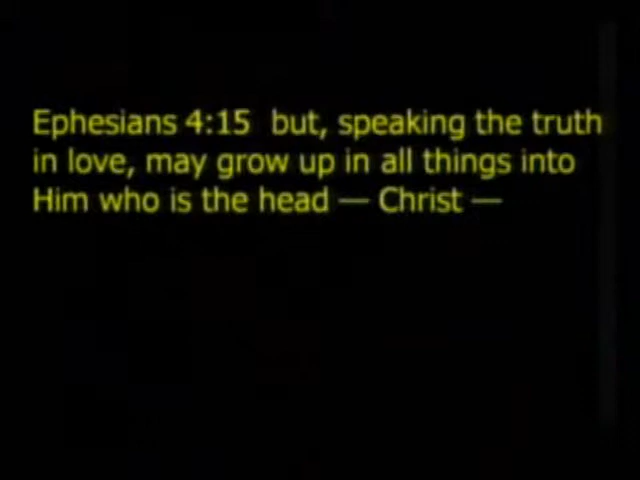 Ephesians 4:15  but, speaking the truth
in love, may grow up in all things into
Him who is the head — Christ —